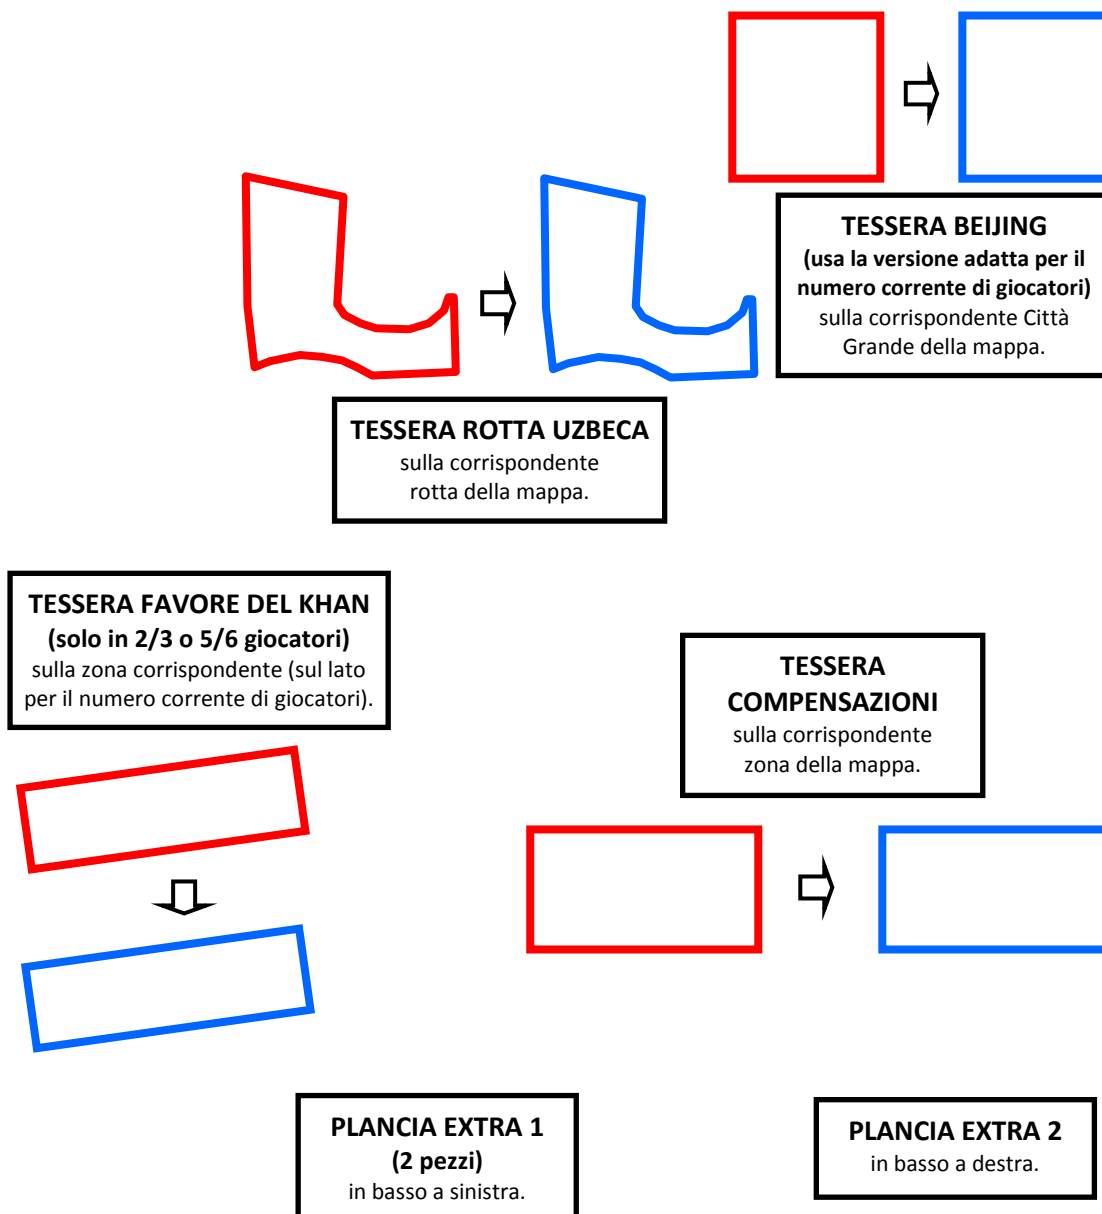 TESSERA BEIJING
(usa la versione adatta per il
numero corrente di giocatori)
sulla corrispondente Città
Grande della mappa.
TESSERA ROTTA UZBECA
sulla corrispondente
rotta della mappa.
TESSERA FAVORE DEL KHAN
(solo in 2/3 o 5/6 giocatori)
sulla zona corrispondente (sul lato
per il numero corrente di giocatori).
TESSERA
COMPENSAZIONI
sulla corrispondente
zona della mappa.
PLANCIA EXTRA 1
(2 pezzi)
in basso a sinistra.
PLANCIA EXTRA 2
in basso a destra.